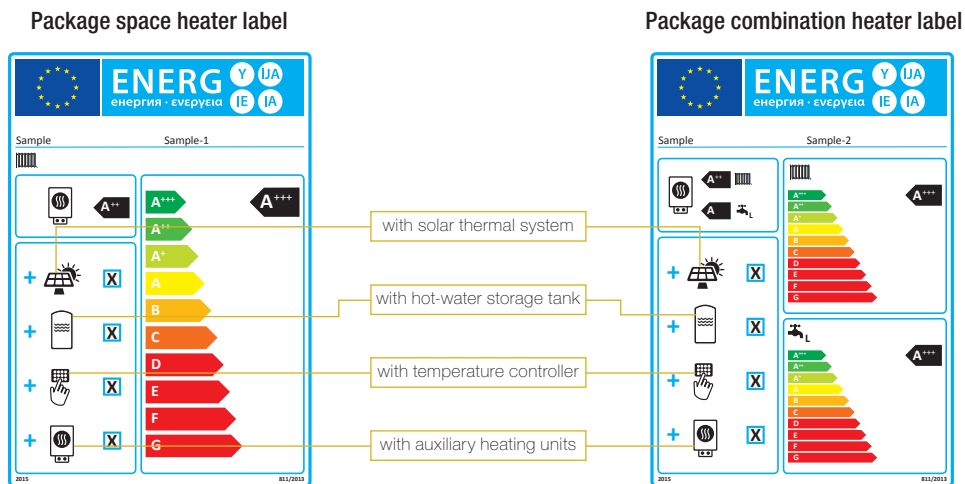 Package space heater label
ENERG Y IJA
енергия · ενεργεια IE IA
Sample Sample-1
A++
A+++
A+++
A++
A+
A
B
C
D
E
F
G
+ X
+ X
+ X
+ X
2015 811/2013
with solar thermal system
with hot-water storage tank
with temperature controller
with auxiliary heating units
Package combination heater label
ENERG Y IJA
енергия · ενεργεια IE IA
Sample Sample-2
A++
A L
+ X
+ X
+ X
+ X
A+++
A+++
A++
A+
A
B
C
D
E
F
G
L
A+++
A+++
A++
A+
A
B
C
D
E
F
G
2015 811/2013